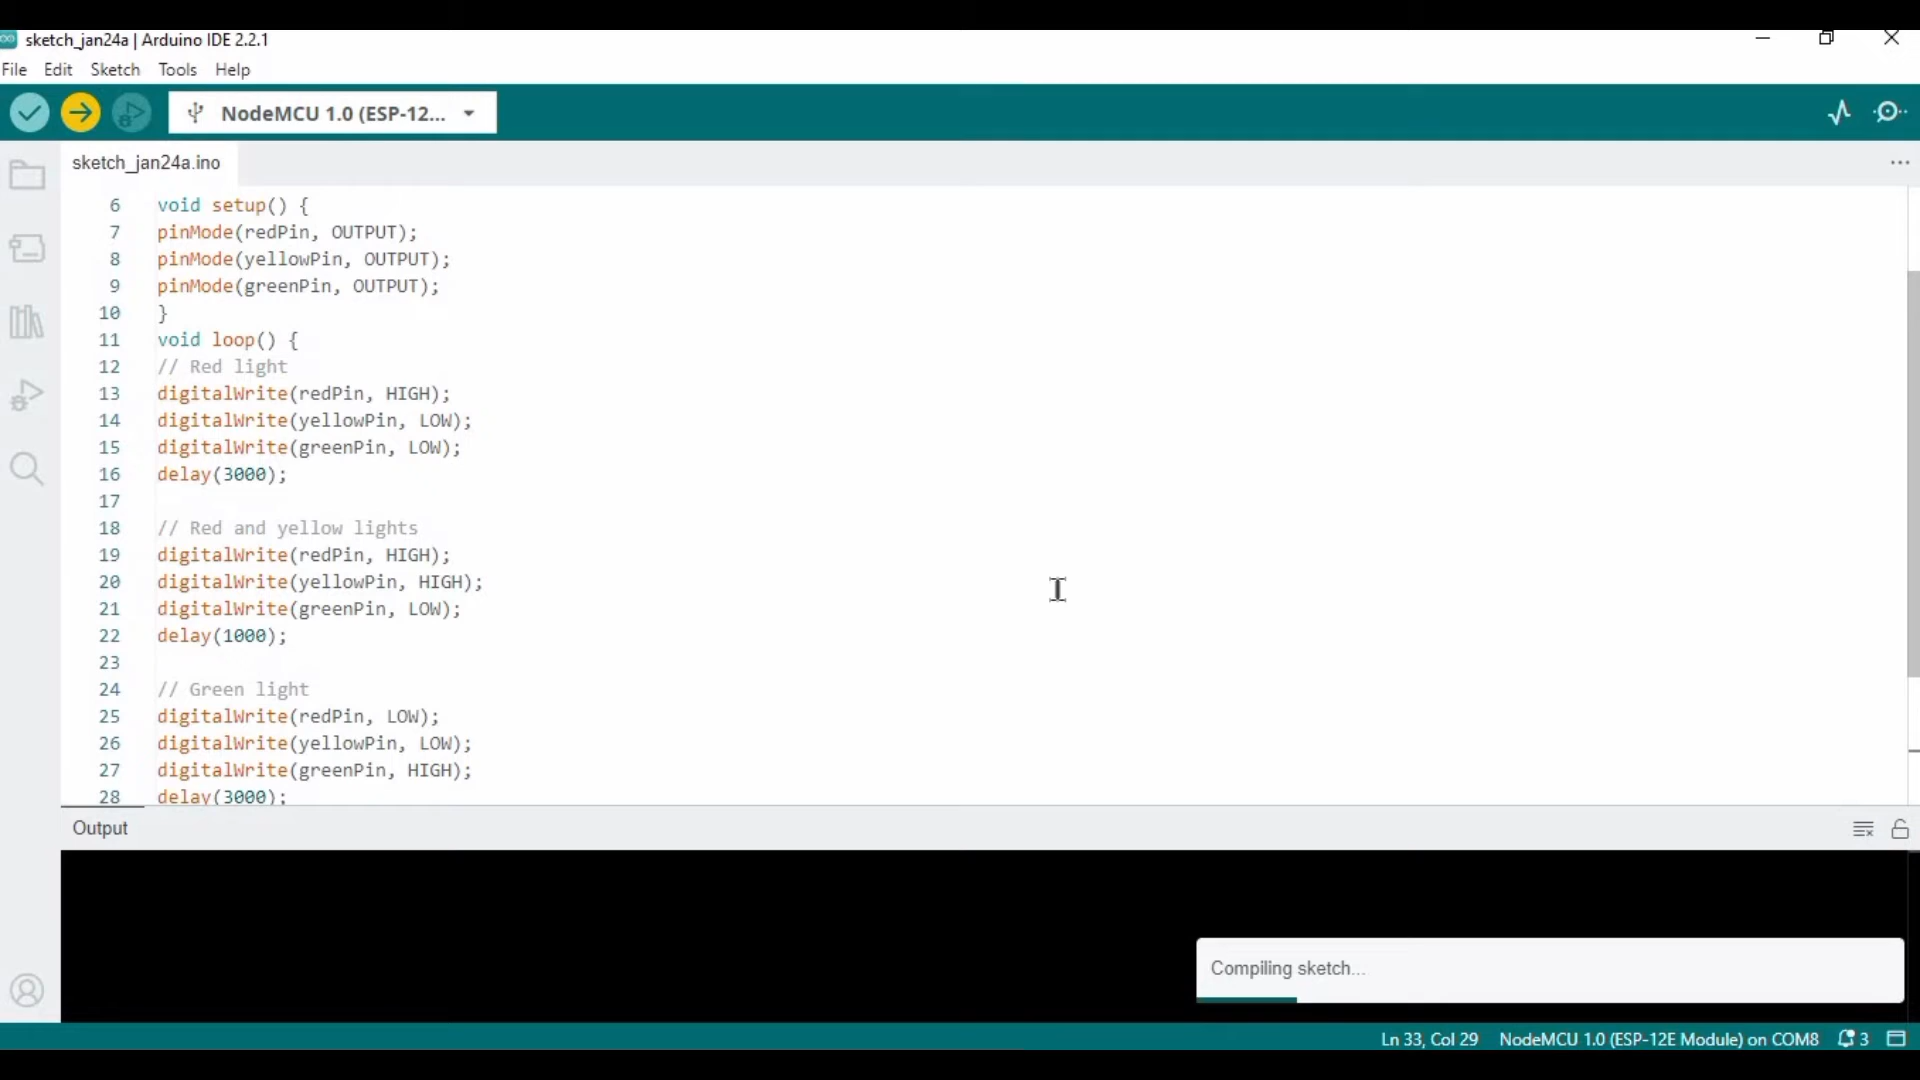 sketch_jan24a | Arduino IDE 2.2.1
File Edit Sketch Tools Help
NodeMCU 1.0 (ESP-12...
sketch_jan24a.ino
6 void setup() {
7 pinMode(redPin, OUTPUT);
8 pinMode(yellowPin, OUTPUT);
9 pinMode(greenPin, OUTPUT);
10 }
11 void loop() {
12 // Red light
13 digitalWrite(redPin, HIGH);
14 digitalWrite(yellowPin, LOW);
15 digitalWrite(greenPin, LOW);
16 delay(3000);
17
18 // Red and yellow lights
19 digitalWrite(redPin, HIGH);
20 digitalWrite(yellowPin, HIGH);
21 digitalWrite(greenPin, LOW);
22 delay(1000);
23
24 // Green light
25 digitalWrite(redPin, LOW);
26 digitalWrite(yellowPin, LOW);
27 digitalWrite(greenPin, HIGH);
28 delay(3000);
Output
Compiling sketch...
Ln 33, Col 29 NodeMCU 1.0 (ESP-12E Module) on COM8 3